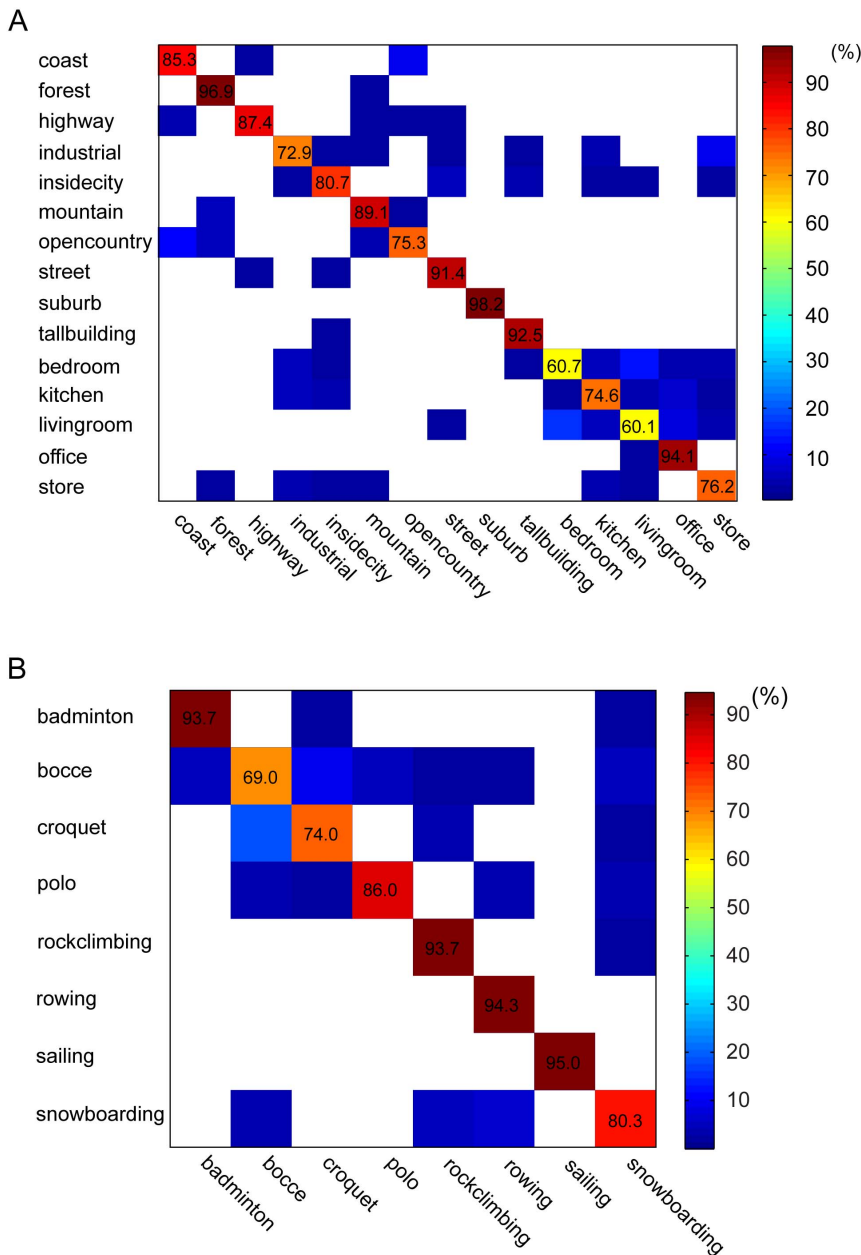 A
(%)
coast 85.3
forest 96.9
highway 87.4
industrial 72.9
insidecity 80.7
mountain 89.1
opencountry 75.3
street 91.4
suburb 98.2
tallbuilding 92.5
bedroom 60.7
kitchen 74.6
livingroom 60.1
office 94.1
store 76.2
90
80
70
60
50
40
30
20
10
coast
forest
highway
industrial
insidecity
mountain
opencountry
street
suburb
tallbuilding
bedroom
kitchen
livingroom
office
store
B
(%)
badminton 93.7
bocce 69.0
croquet 74.0
polo 86.0
rockclimbing 93.7
rowing 94.3
sailing 95.0
snowboarding 80.3
90
80
70
60
50
40
30
20
10
badminton
bocce
croquet
polo
rockclimbing
rowing
sailing
snowboarding